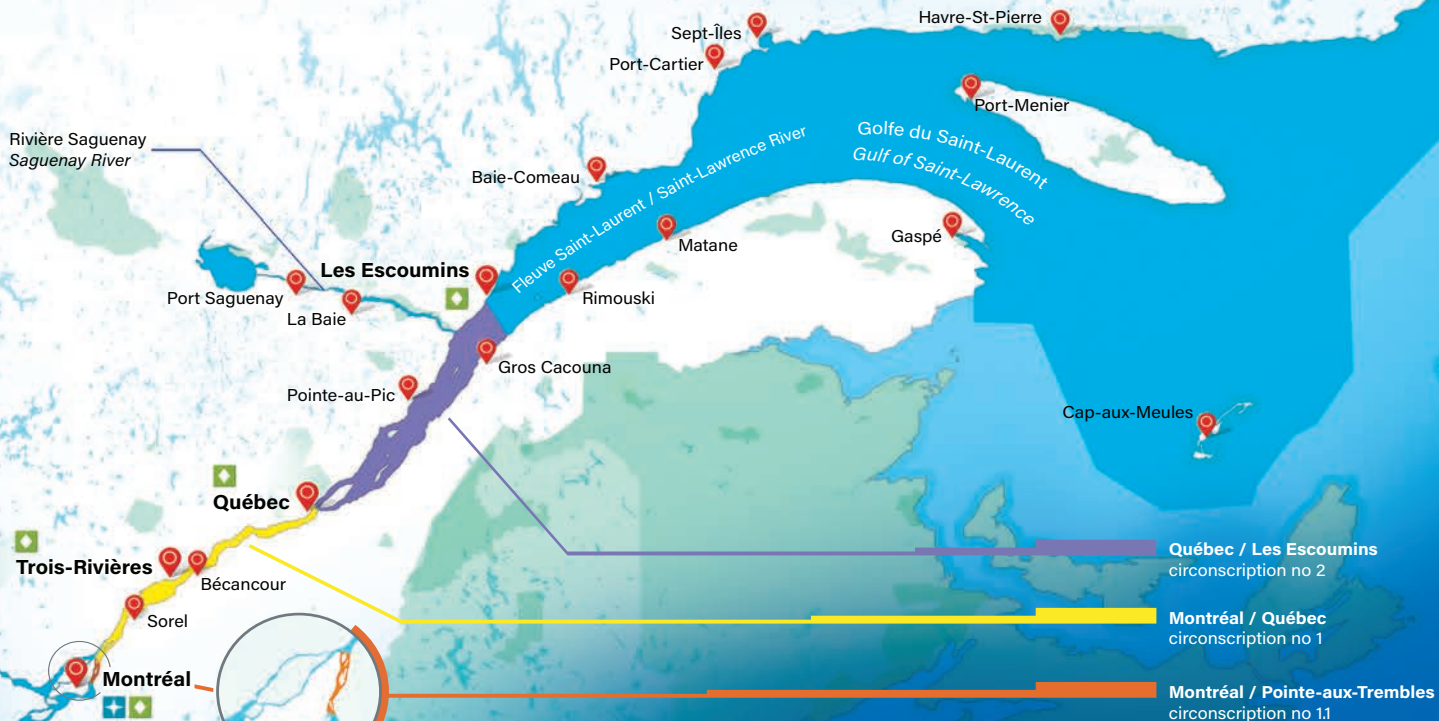 Havre-St-Pierre
Sept-Îles
Port-Cartier
Port-Menier
Rivière Saguenay
Saguenay River
Golfe du Saint-Laurent
Gulf of Saint-Lawrence
Fleuve Saint-Laurent / Saint-Lawrence River
Baie-Comeau
Gaspé
Matane
Les Escoumins
Port Saguenay
Rimouski
La Baie
Gros Cacouna
Pointe-au-Pic
Cap-aux-Meules
Québec
Trois-Rivières
Bécancour
Sorel
Montréal
Québec / Les Escoumins
circonscription no 2
Montréal / Québec
circonscription no 1
Montréal / Pointe-aux-Trembles
circonscription no 1.1